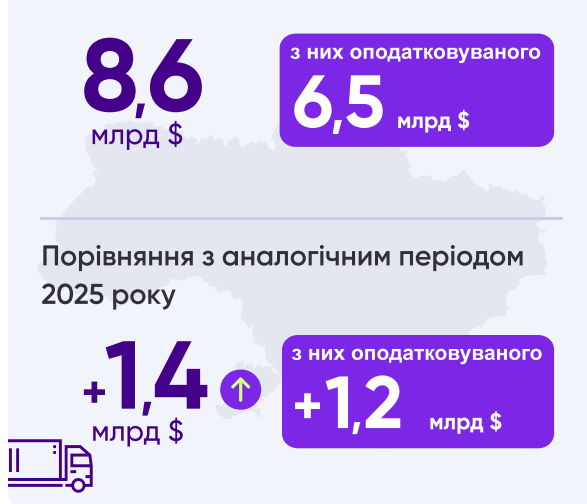 8,6
млрд $
з них оподатковуваного
6,5 млрд $
Порівняння з аналогічним періодом
2025 року
+1,4
млрд $
з них оподатковуваного
+1,2 млрд $